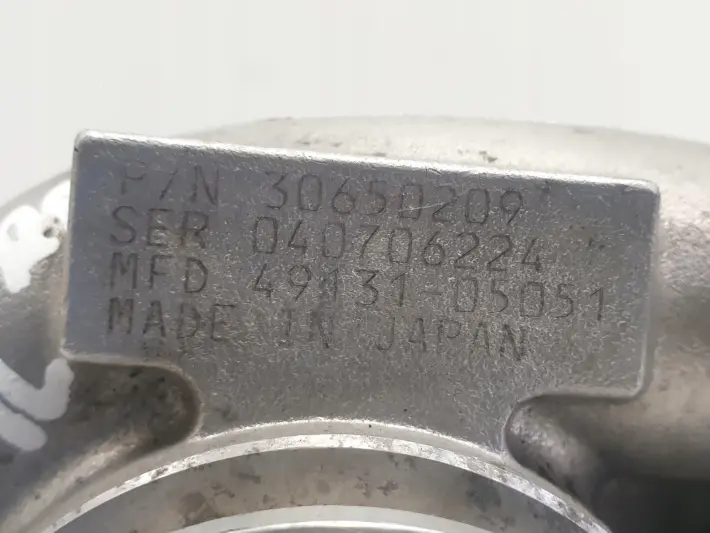 P/N 30650209
SER 040706224
MFD 49131-05051
MADE IN JAPAN